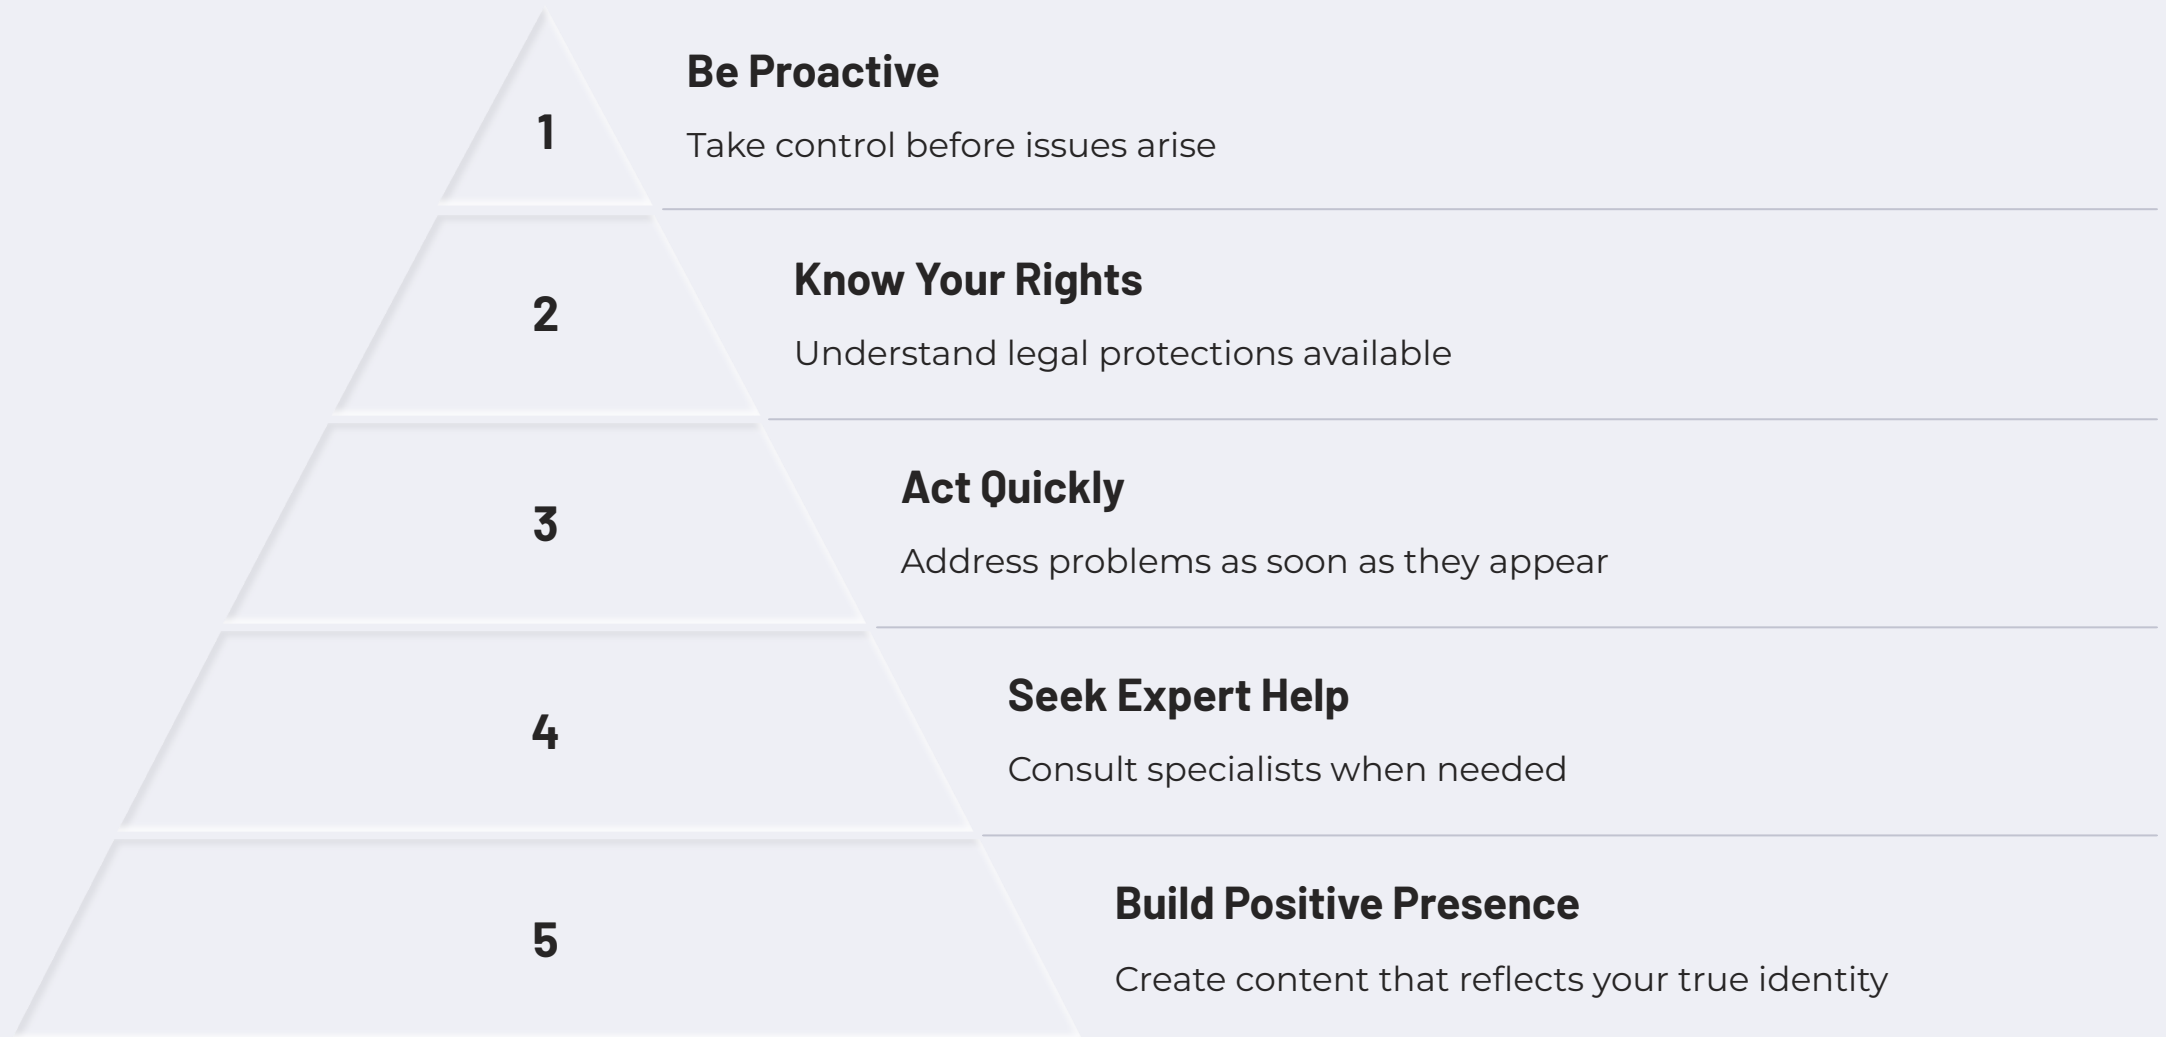 1
Be Proactive
Take control before issues arise
2
Know Your Rights
Understand legal protections available
3
Act Quickly
Address problems as soon as they appear
4
Seek Expert Help
Consult specialists when needed
5
Build Positive Presence
Create content that reflects your true identity